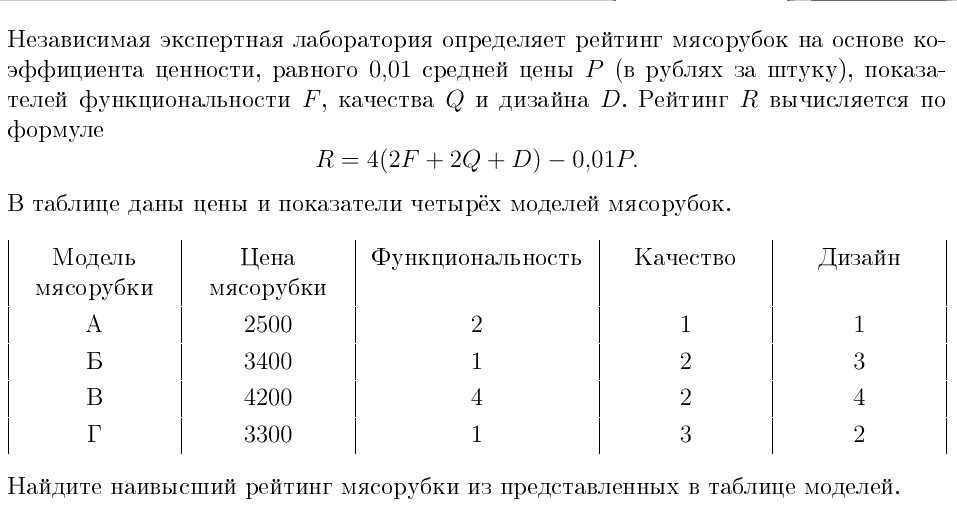 Независимая экспертная лаборатория определяет рейтинг мясорубок на основе ко-
эффициента ценности, равного 0,01 средней цены P (в рублях за штуку), показа-
телей функциональности F, качества Q и дизайна D. Рейтинг R вычисляется по
формуле
R = 4(2F + 2Q + D) − 0,01P.
В таблице даны цены и показатели четырёх моделей мясорубок.
Модель мясорубки Цена мясорубки Функциональность Качество Дизайн
А 2500 2 1 1
Б 3400 1 2 3
В 4200 4 2 4
Г 3300 1 3 2
Найдите наивысший рейтинг мясорубки из представленных в таблице моделей.